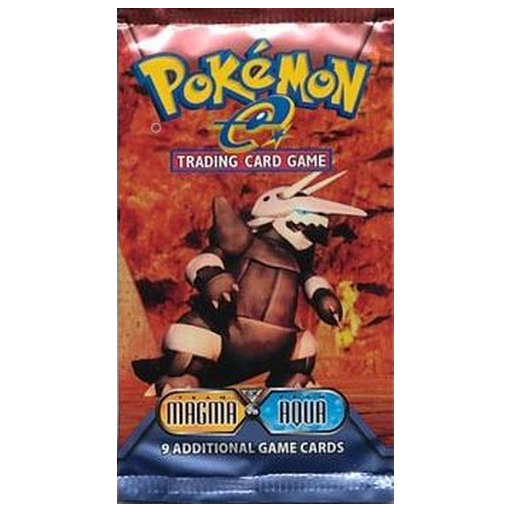 POKéMON
e
TRADING CARD GAME
TEAM MAGMA VS TEAM AQUA
9 ADDITIONAL GAME CARDS